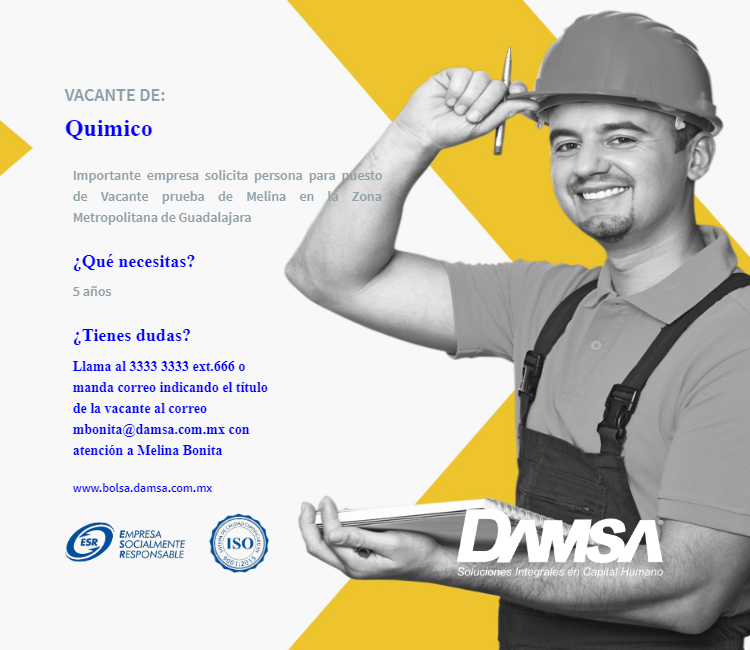 VACANTE DE:
Quimico
Importante empresa solicita persona para puesto
de Vacante prueba de Melina en la Zona
Metropolitana de Guadalajara
¿Qué necesitas?
5 años
¿Tienes dudas?
Llama al 3333 3333 ext.666 o
manda correo indicando el título
de la vacante al correo
mbonita@damsa.com.mx con
atención a Melina Bonita
www.bolsa.damsa.com.mx
ESR
EMPRESA
SOCIALMENTE
RESPONSABLE
ISO
9001:2015
DAMSA®
Soluciones Integrales en Capital Humano